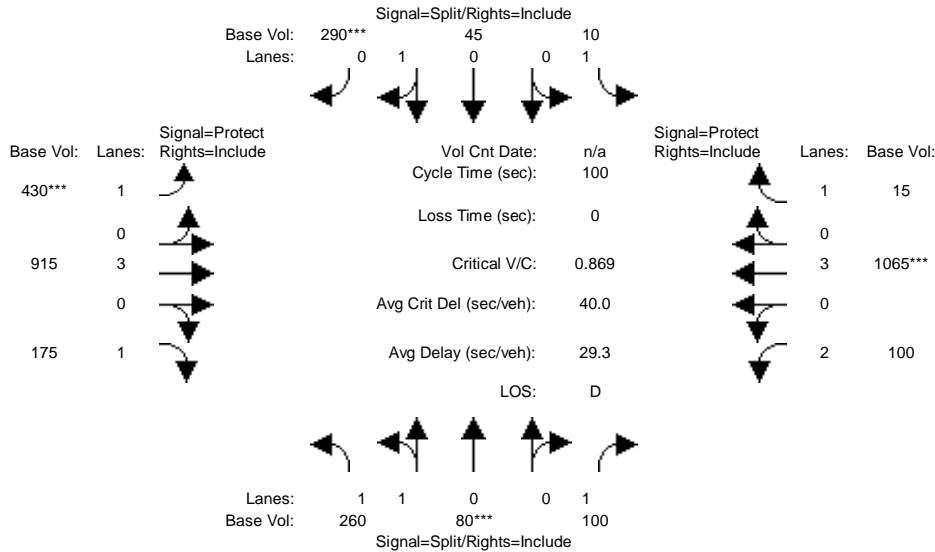 Signal=Split/Rights=Include
Base Vol: 290*** 45 10
Lanes: 0 1 0 0 1
Signal=Protect
Base Vol: Lanes: Rights=Include
Vol Cnt Date: n/a
Signal=Protect
Rights=Include Lanes: Base Vol:
Cycle Time (sec): 100
430*** 1
1 15
Loss Time (sec): 0
0
0
915 3
Critical V/C: 0.869
3 1065***
0
Avg Crit Del (sec/veh): 40.0
0
175 1
Avg Delay (sec/veh): 29.3
2 100
LOS: D
Lanes: 1 1 0 0 1
Base Vol: 260 80*** 100
Signal=Split/Rights=Include